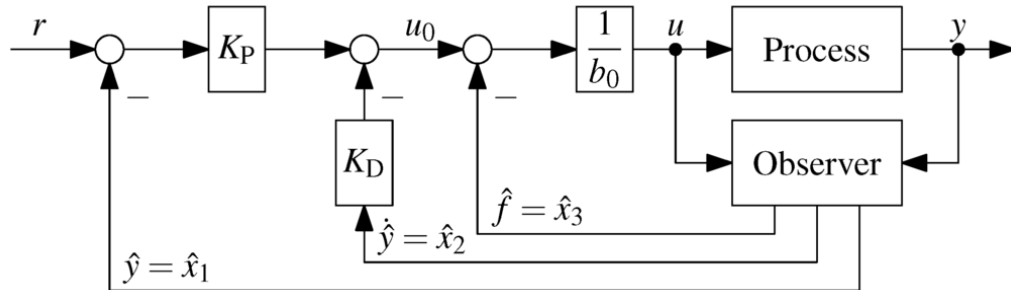 r
K_P
u_0
1/b_0
u
Process
y
−
−
−
K_D
Observer
f̂ = x̂_3
ẏ̂ = x̂_2
ŷ = x̂_1